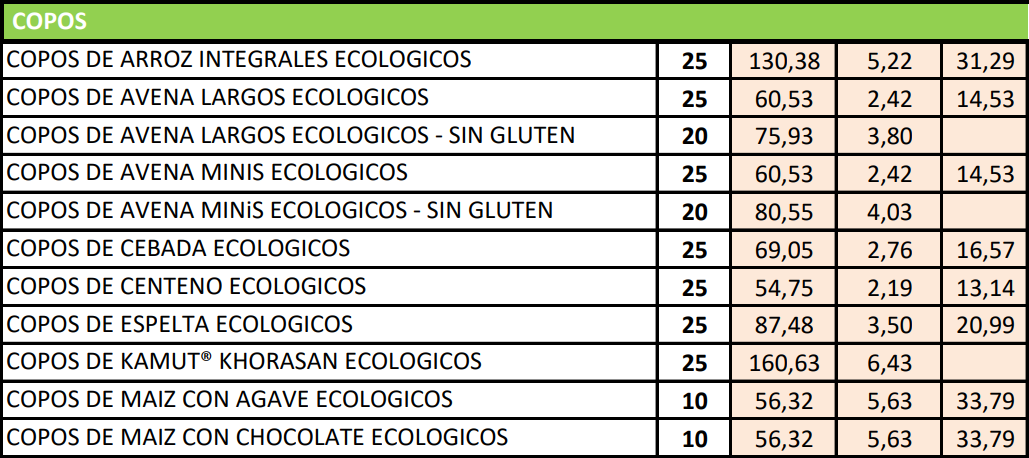 COPOS
COPOS DE ARROZ INTEGRALES ECOLOGICOS 25 130,38 5,22 31,29
COPOS DE AVENA LARGOS ECOLOGICOS 25 60,53 2,42 14,53
COPOS DE AVENA LARGOS ECOLOGICOS - SIN GLUTEN 20 75,93 3,80
COPOS DE AVENA MINIS ECOLOGICOS 25 60,53 2,42 14,53
COPOS DE AVENA MINiS ECOLOGICOS - SIN GLUTEN 20 80,55 4,03
COPOS DE CEBADA ECOLOGICOS 25 69,05 2,76 16,57
COPOS DE CENTENO ECOLOGICOS 25 54,75 2,19 13,14
COPOS DE ESPELTA ECOLOGICOS 25 87,48 3,50 20,99
COPOS DE KAMUT® KHORASAN ECOLOGICOS 25 160,63 6,43
COPOS DE MAIZ CON AGAVE ECOLOGICOS 10 56,32 5,63 33,79
COPOS DE MAIZ CON CHOCOLATE ECOLOGICOS 10 56,32 5,63 33,79